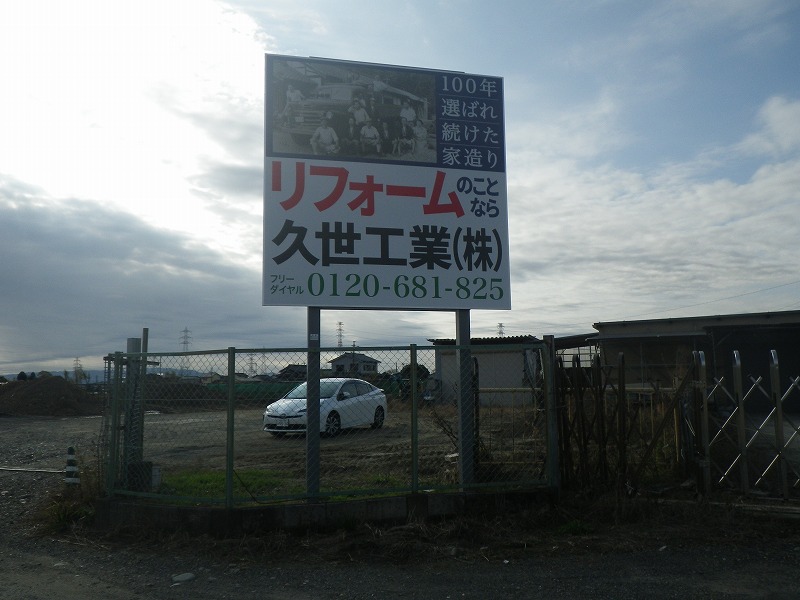 100年
選ばれ
続けた
家造り
リフォームのこと
なら
久世工業(株)
フリー
ダイヤル 0120-681-825